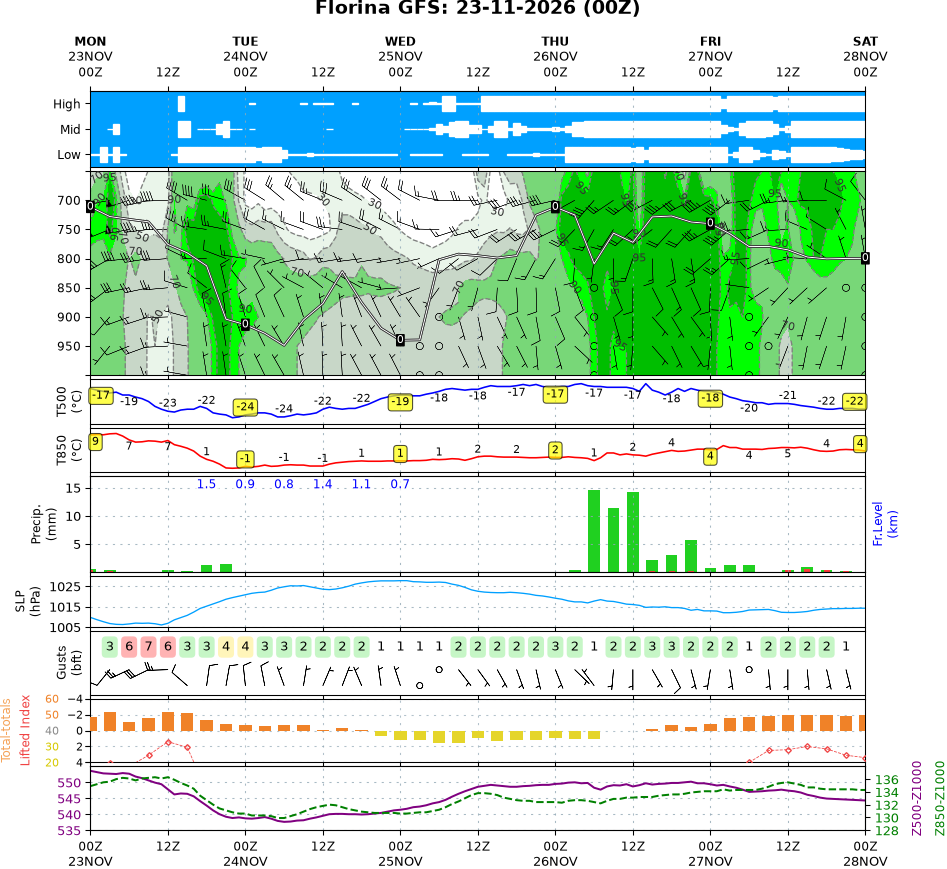 Florina GFS: 23-11-2026 (00Z)
MON TUE WED THU FRI SAT
23NOV 24NOV 25NOV 26NOV 27NOV 28NOV
00Z 12Z 00Z 12Z 00Z 12Z 00Z 12Z 00Z 12Z 00Z
High
Mid
Low
700
750
800
850
900
950
0 0 0 0 0 0
T500 (°C)
-17 -19 -23 -22 -24 -24 -22 -22 -19 -18 -18 -17 -17 -17 -17 -18 -18 -20 -21 -22 -22
T850 (°C)
9 7 7 1 -1 -1 -1 1 1 1 2 2 2 1 2 4 4 4 5 4 4
Precip. (mm)
15
10
5
1.5 0.9 0.8 1.4 1.1 0.7
Fr.Level (km)
SLP (hPa)
1025
1015
1005
Gusts (bft)
3 6 7 6 3 3 4 4 3 3 2 2 2 2 1 1 1 1 2 2 2 2 2 3 2 1 2 2 3 3 2 2 2 1 2 2 2 2 1
Total-totals
Lifted Index
60 −4
50 −2
40 0
30 2
20 4
550
545
540
535
136
134
132
130
128
Z500-Z1000
Z850-Z1000
00Z 12Z 00Z 12Z 00Z 12Z 00Z 12Z 00Z 12Z 00Z
23NOV 24NOV 25NOV 26NOV 27NOV 28NOV